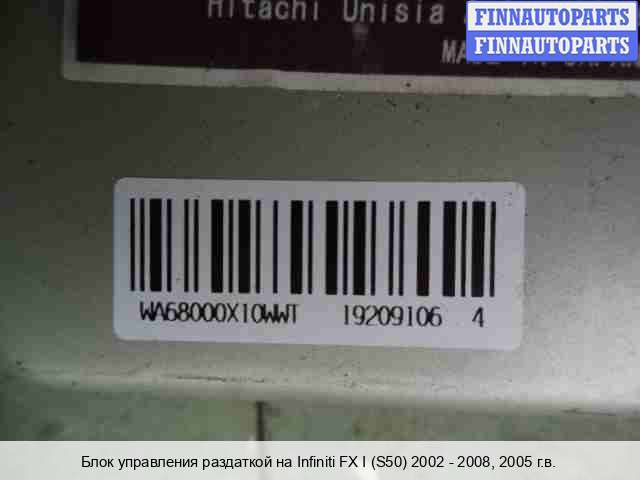 Hitachi Unisia
FINNAUTOPARTS
FINNAUTOPARTS
WA68000X10WWT 19209106 4
Блок управления раздаткой на Infiniti FX I (S50) 2002 - 2008, 2005 г.в.